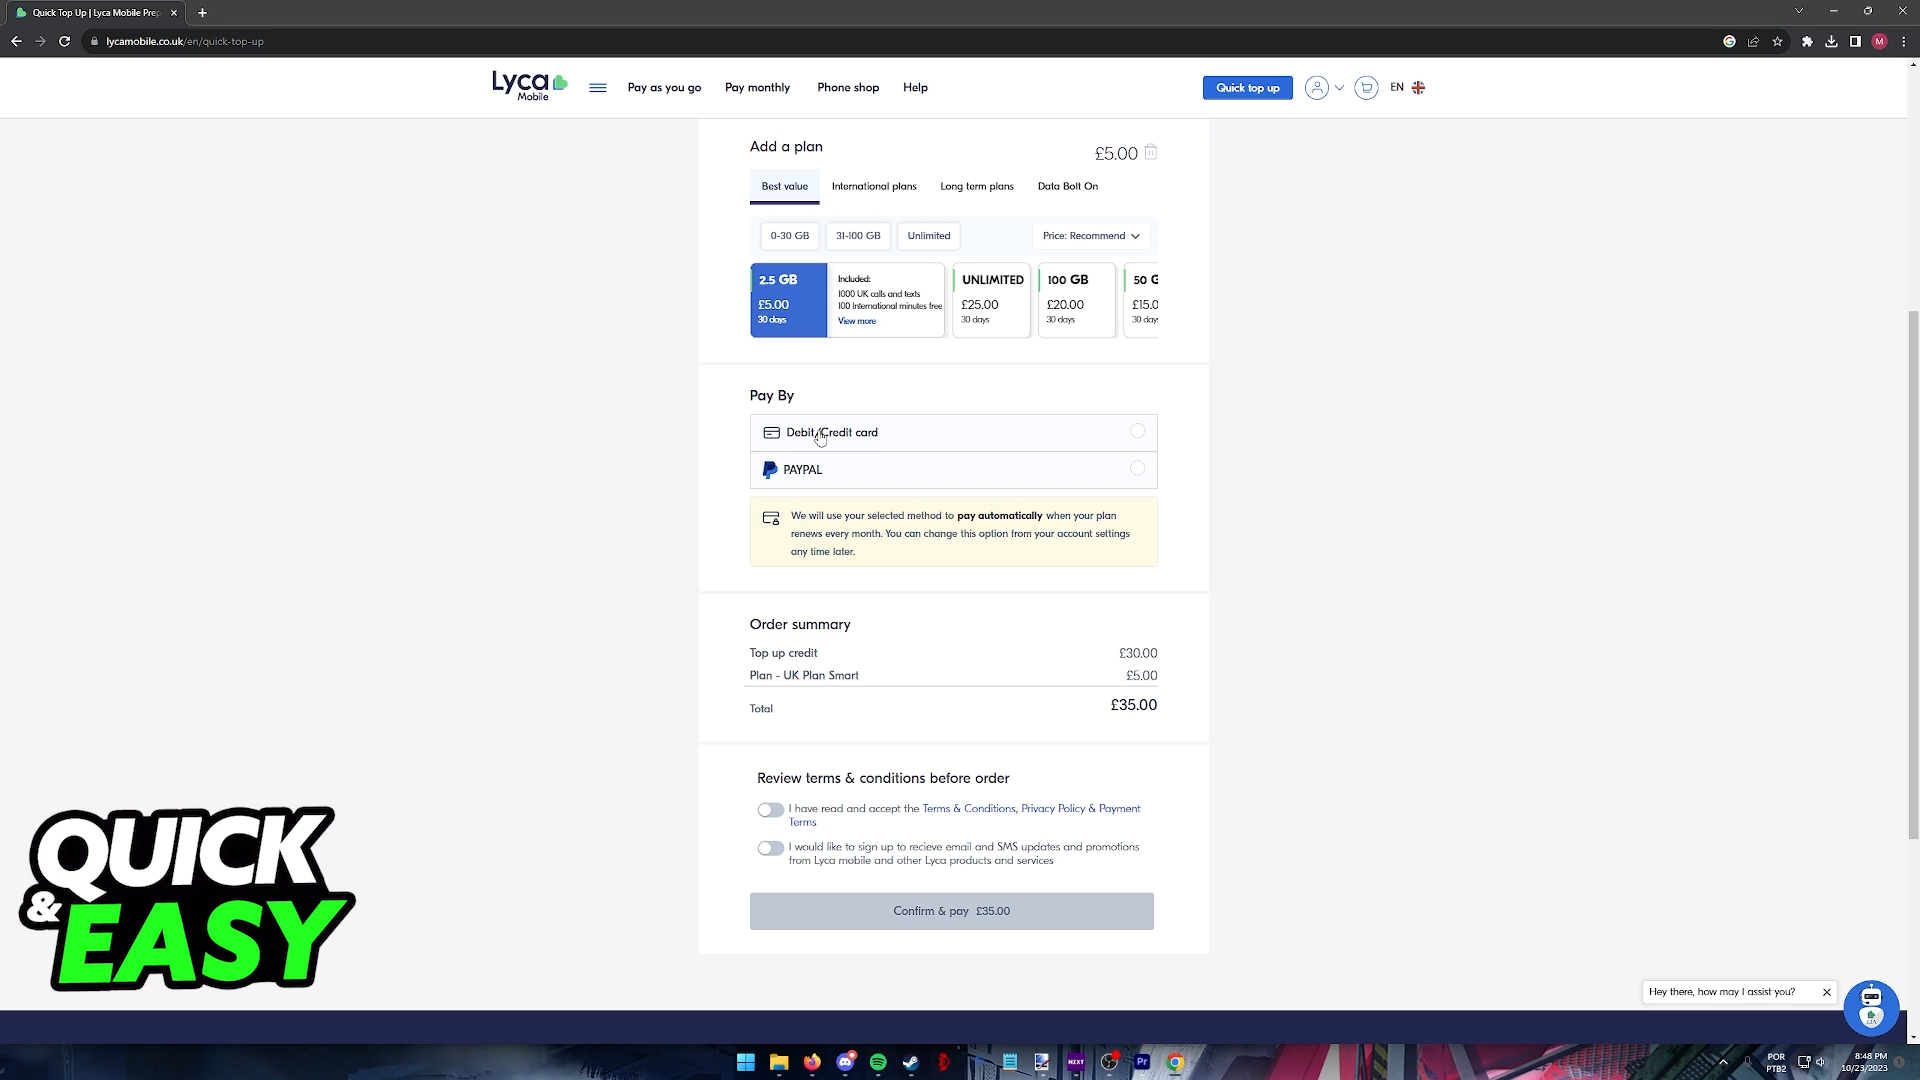 Quick Top Up | Lyca Mobile Prep
lycamobile.co.uk/en/quick-top-up
M
Lyca
Mobile
Pay as you go
Pay monthly
Phone shop
Help
Quick top up
EN
Add a plan
£5.00
Best value
International plans
Long term plans
Data Bolt On
0-30 GB
31-100 GB
Unlimited
Price: Recommend
2.5 GB
£5.00
30 days
Included:
1000 UK calls and texts
100 International minutes free
View more
UNLIMITED
£25.00
30 days
100 GB
£20.00
30 days
50 G
£15.0
30 day
Pay By
Debit/Credit card
PAYPAL
We will use your selected method to pay automatically when your plan
renews every month. You can change this option from your account settings
any time later.
Order summary
Top up credit £30.00
Plan - UK Plan Smart £5.00
Total £35.00
Review terms & conditions before order
I have read and accept the Terms & Conditions, Privacy Policy & Payment
Terms
I would like to sign up to recieve email and SMS updates and promotions
from Lyca mobile and other Lyca products and services
Confirm & pay £35.00
QUICK
& EASY
Hey there, how may I assist you?
NZXT
Pr
POR
PTB2
8:48 PM
10/23/2023